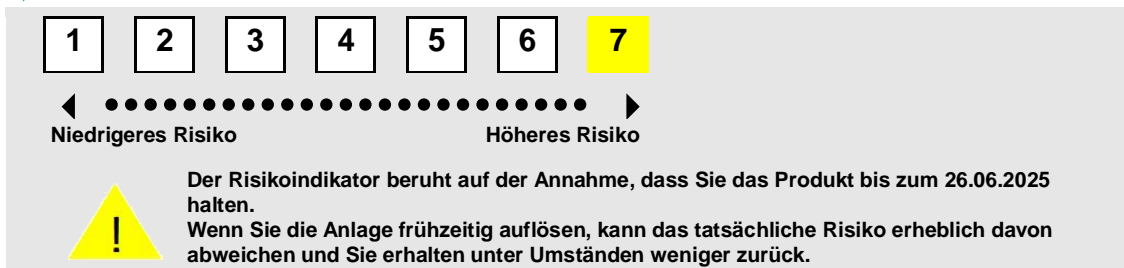 1 2 3 4 5 6 7
Niedrigeres Risiko Höheres Risiko
Der Risikoindikator beruht auf der Annahme, dass Sie das Produkt bis zum 26.06.2025
halten.
Wenn Sie die Anlage frühzeitig auflösen, kann das tatsächliche Risiko erheblich davon
abweichen und Sie erhalten unter Umständen weniger zurück.
!